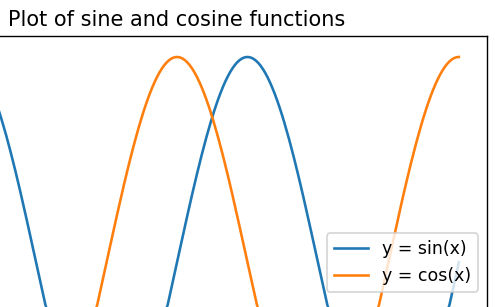 Plot of sine and cosine functions
y = sin(x)
y = cos(x)